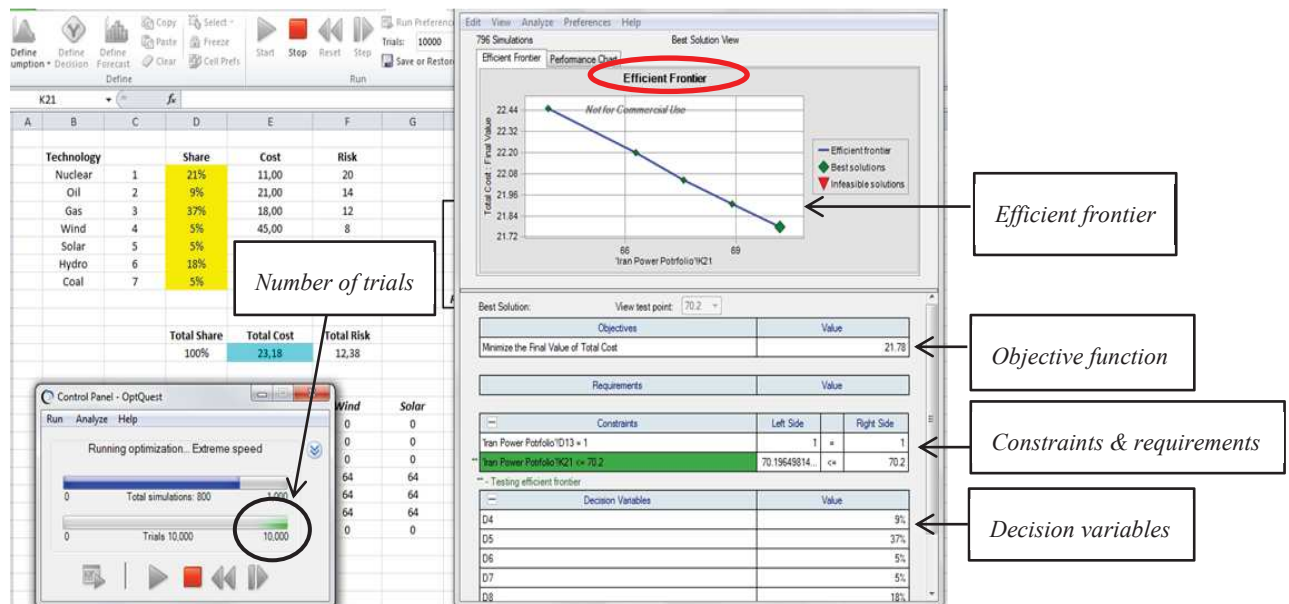 Copy Select
Paste Freeze
Clear Cell Prefs
Define
umption
Define
Decision
Define
Forecast
Define
Start Stop Reset Step
Run Preferenc
Trials: 10000
Save or Restor
Run
K21 fx
A B C D E F G
Technology Share Cost Risk
Nuclear 1 21% 11,00 20
Oil 2 9% 21,00 14
Gas 3 37% 18,00 12
Wind 4 5% 45,00 8
Solar 5 5%
Hydro 6 18%
Coal 7 5%
Total Share Total Cost Total Risk
100% 23,18 12,38
Wind Solar
0 0
0 0
0 0
64 64
64 64
64 64
0 0
Number of trials
Control Panel - OptQuest
Run Analyze Help
Running optimization... Extreme speed
0 Total simulations: 800 1,000
0 Trials 10,000 10,000
Edit View Analyze Preferences Help
796 Simulations Best Solution View
Efficient Frontier Performance Chart
Efficient Frontier
Not for Commercial Use
Total Cost : Final Value
22.44
22.32
22.20
22.08
21.96
21.84
21.72
66 69
'Iran Power Potrfolio'!K21
Efficient frontier
Best solutions
Infeasible solutions
Best Solution: View test point: 70.2
Objectives Value
Minimize the Final Value of Total Cost 21.78
Requirements Value
Constraints Left Side Right Side
'Iran Power Potrfolio'!D13 = 1 1 = 1
** 'Iran Power Potrfolio'!K21 <= 70.2 70.19649814... <= 70.2
** - Testing efficient frontier
Decision Variables Value
D4 9%
D5 37%
D6 5%
D7 5%
D8 18%
Efficient frontier
Objective function
Constraints & requirements
Decision variables